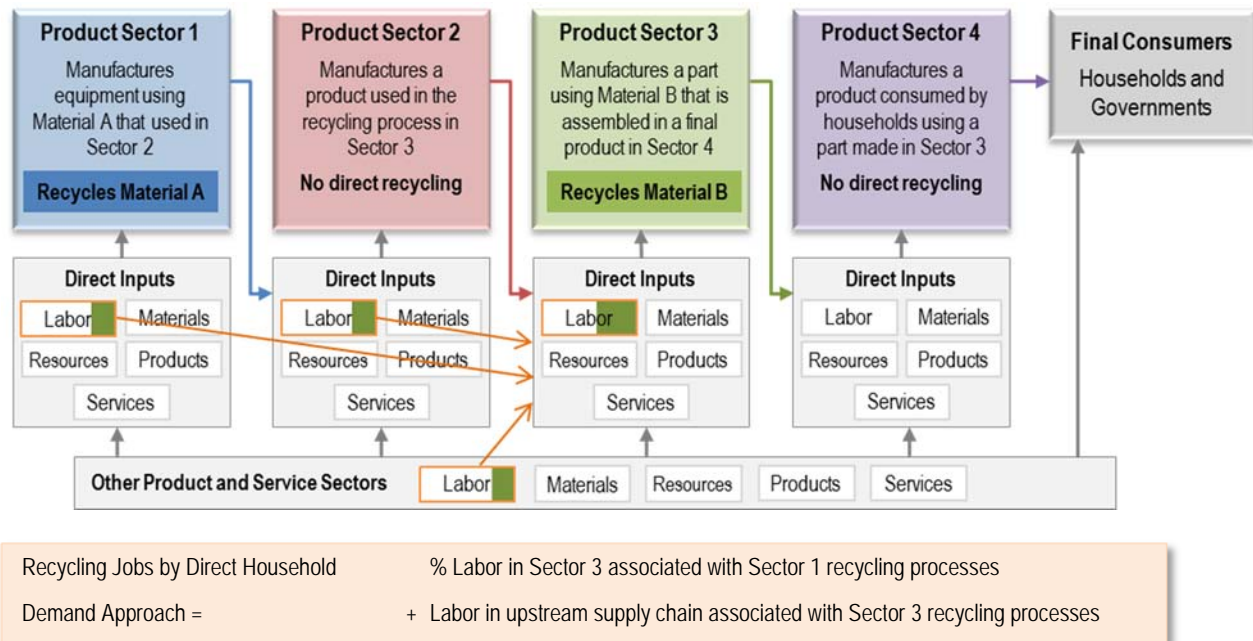 Product Sector 1
Manufactures
equipment using
Material A that used in
Sector 2
Recycles Material A
Product Sector 2
Manufactures a
product used in the
recycling process in
Sector 3
No direct recycling
Product Sector 3
Manufactures a part
using Material B that is
assembled in a final
product in Sector 4
Recycles Material B
Product Sector 4
Manufactures a
product consumed by
households using a
part made in Sector 3
No direct recycling
Final Consumers
Households and
Governments
Direct Inputs
Labor
Materials
Resources
Products
Services
Direct Inputs
Labor
Materials
Resources
Products
Services
Direct Inputs
Labor
Materials
Resources
Products
Services
Direct Inputs
Labor
Materials
Resources
Products
Services
Other Product and Service Sectors Labor Materials Resources Products Services
Recycling Jobs by Direct Household % Labor in Sector 3 associated with Sector 1 recycling processes
Demand Approach = + Labor in upstream supply chain associated with Sector 3 recycling processes